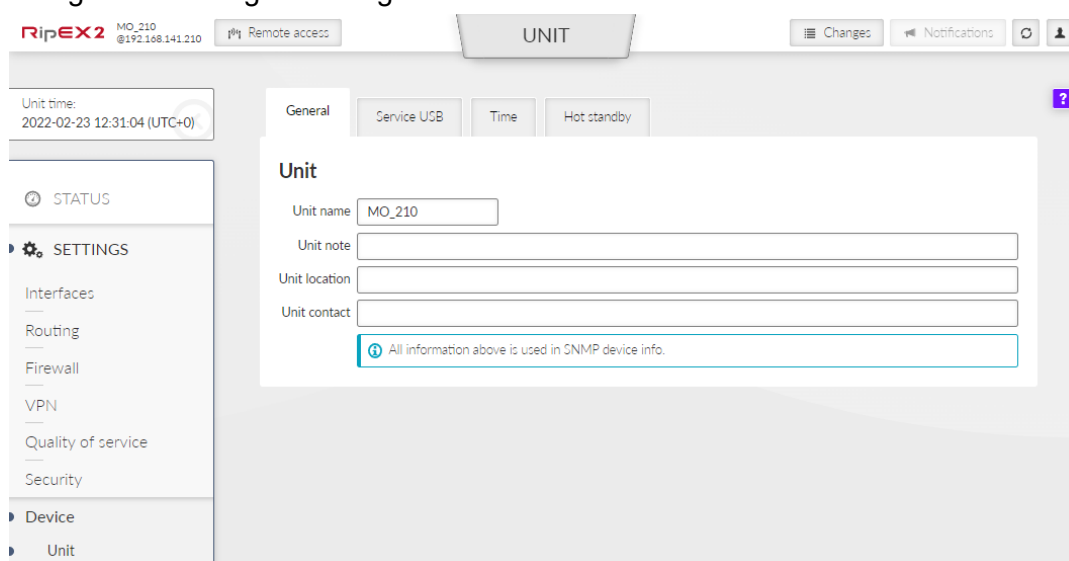 RipEX2
MO_210
@192.168.141.210
Remote access
UNIT
Changes
Notifications
Unit time:
2022-02-23 12:31:04 (UTC+0)
General
Service USB
Time
Hot standby
?
Unit
Unit name
MO_210
Unit note
Unit location
Unit contact
All information above is used in SNMP device info.
STATUS
SETTINGS
Interfaces
Routing
Firewall
VPN
Quality of service
Security
Device
Unit